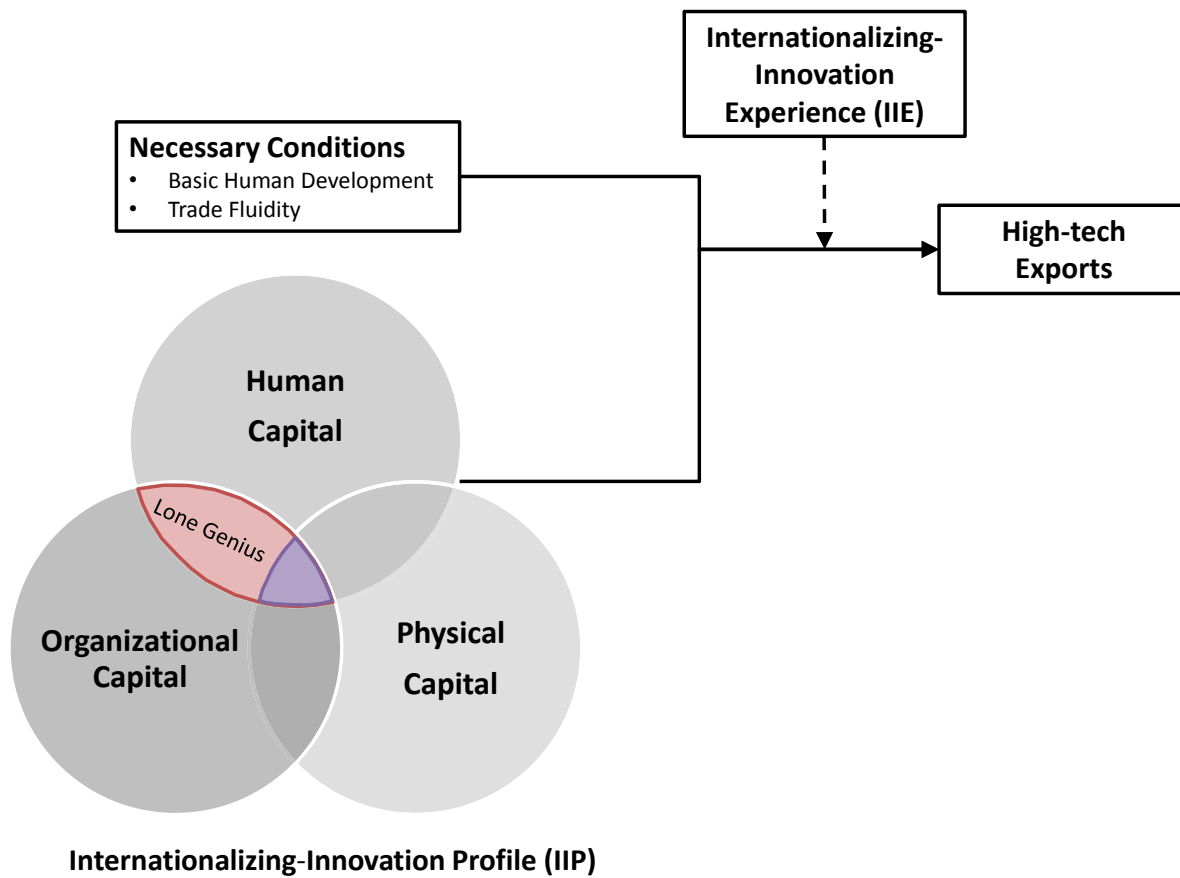 Internationalizing-
Innovation
Experience (IIE)
Necessary Conditions
• Basic Human Development
• Trade Fluidity
High-tech
Exports
Human
Capital
Lone Genius
Organizational
Capital
Physical
Capital
Internationalizing-Innovation Profile (IIP)